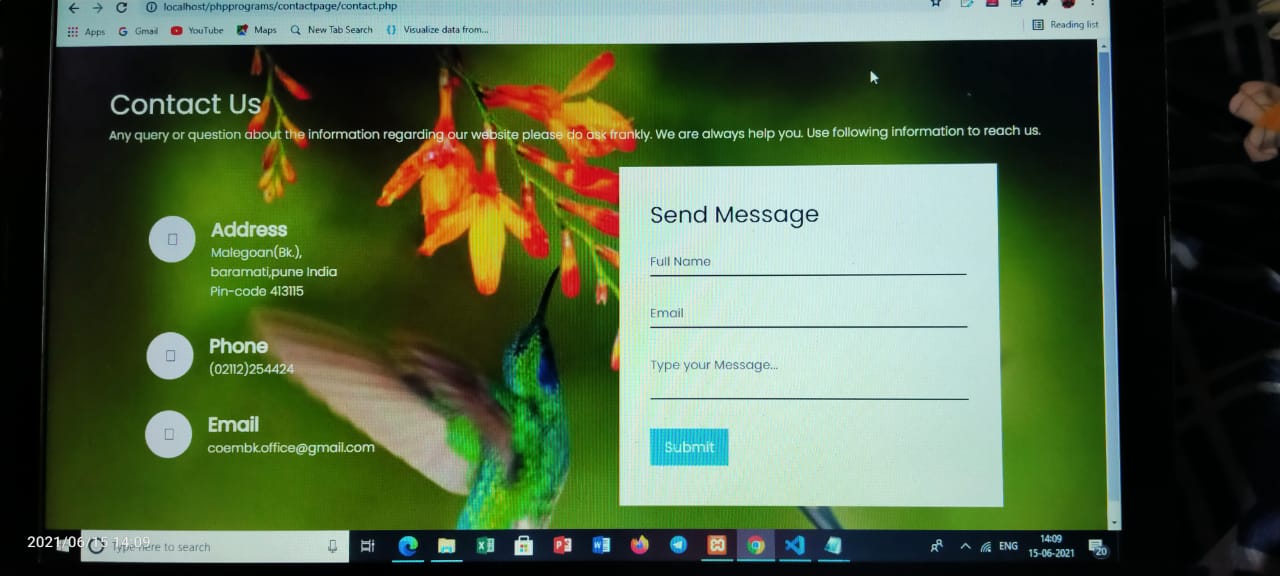 localhost/phpprograms/contactpage/contact.php
Apps Gmail YouTube Maps New Tab Search Visualize data from... Reading list
Contact Us
Any query or question about the information regarding our website please do ask frankly. We are always help you. Use following information to reach us.
Address
Malegoan(Bk.),
baramati,pune India
Pin-code 413115
Phone
(02112)254424
Email
coembk.office@gmail.com
Send Message
Full Name
Email
Type your Message...
Submit
2021/06/15 14:09
Type here to search
ENG
14:09
15-06-2021
20